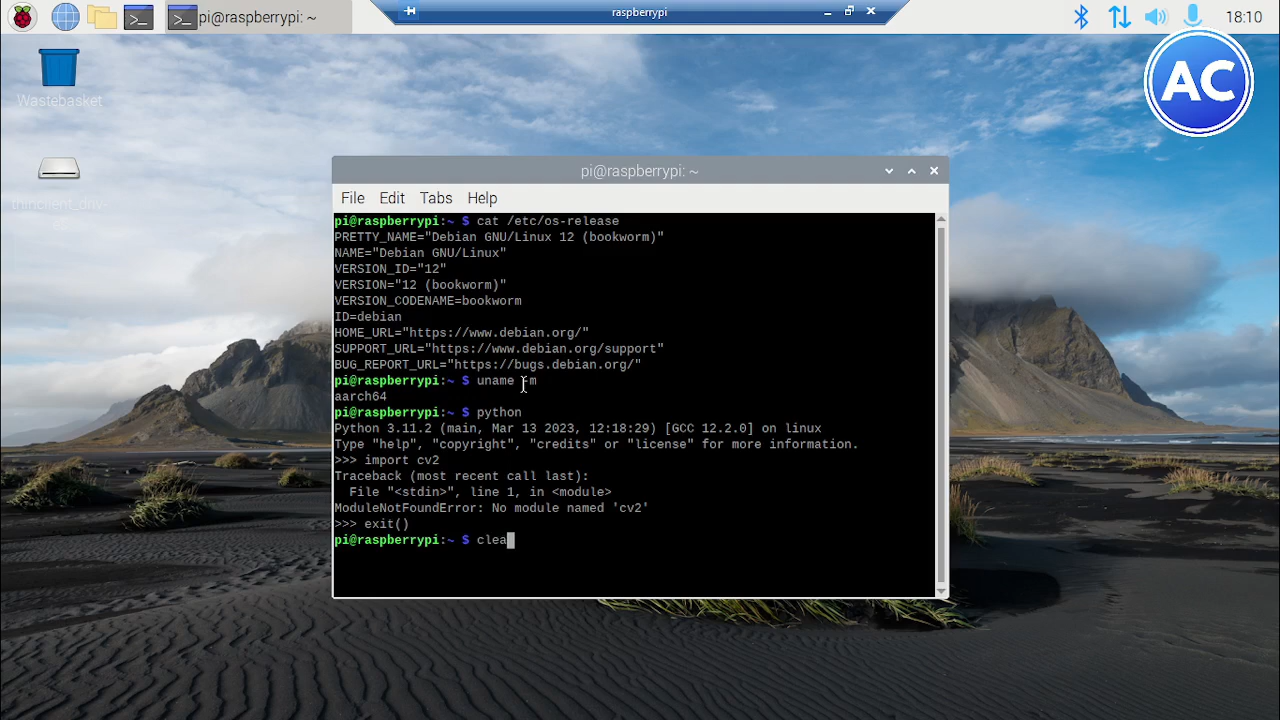 pi@raspberrypi: ~
raspberrypi
18:10
AC
Wastebasket
thinclient_driv-
pi@raspberrypi: ~
File Edit Tabs Help
pi@raspberrypi:~ $ cat /etc/os-release
PRETTY_NAME="Debian GNU/Linux 12 (bookworm)"
NAME="Debian GNU/Linux"
VERSION_ID="12"
VERSION="12 (bookworm)"
VERSION_CODENAME=bookworm
ID=debian
HOME_URL="https://www.debian.org/"
SUPPORT_URL="https://www.debian.org/support"
BUG_REPORT_URL="https://bugs.debian.org/"
pi@raspberrypi:~ $ uname -m
aarch64
pi@raspberrypi:~ $ python
Python 3.11.2 (main, Mar 13 2023, 12:18:29) [GCC 12.2.0] on linux
Type "help", "copyright", "credits" or "license" for more information.
>>> import cv2
Traceback (most recent call last):
  File "<stdin>", line 1, in <module>
ModuleNotFoundError: No module named 'cv2'
>>> exit()
pi@raspberrypi:~ $ clea